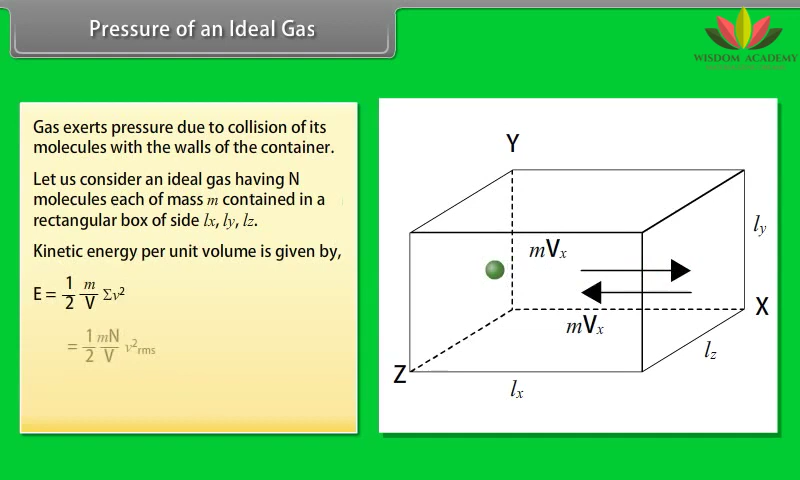 Pressure of an Ideal Gas
WISDOM ACADEMY
Gas exerts pressure due to collision of its
molecules with the walls of the container.
Let us consider an ideal gas having N
molecules each of mass m contained in a
rectangular box of side lx, ly, lz.
Kinetic energy per unit volume is given by,
E = 1/2 m/V Σv²
= 1/2 mN/V v²rms
Y
ly
mVx
X
mVx
lz
Z
lx